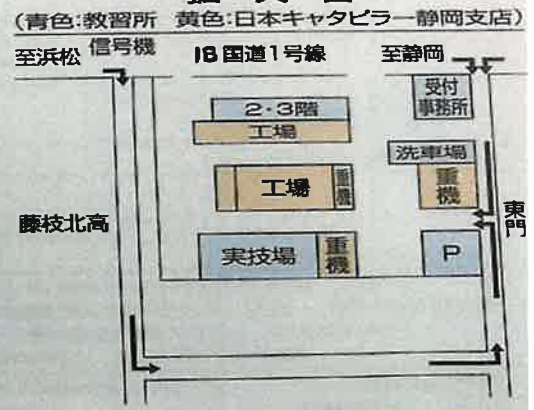 (青色:教習所 黄色:日本キャタピラー静岡支店)
至浜松 信号機 旧国道1号線 至静岡
受付
事務所
2・3階
工場
洗車場
工場
重機
重機
藤枝北高
東門
実技場
重機
P